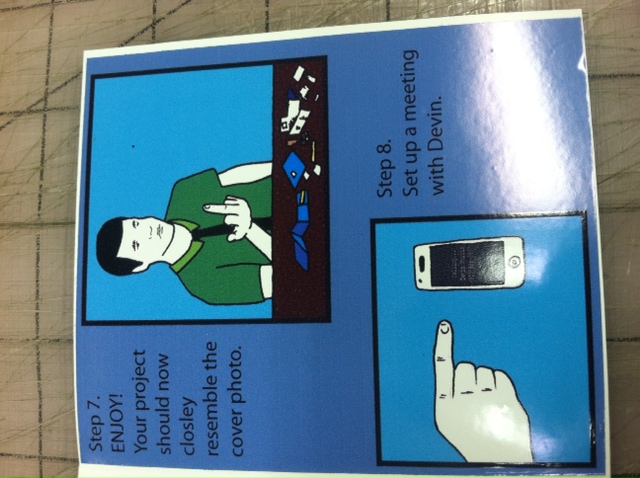 Step 7.
ENJOY!
Your project
should now
closley
resemble the
cover photo.
Step 8.
Set up a meeting
with Devin.
Calling...